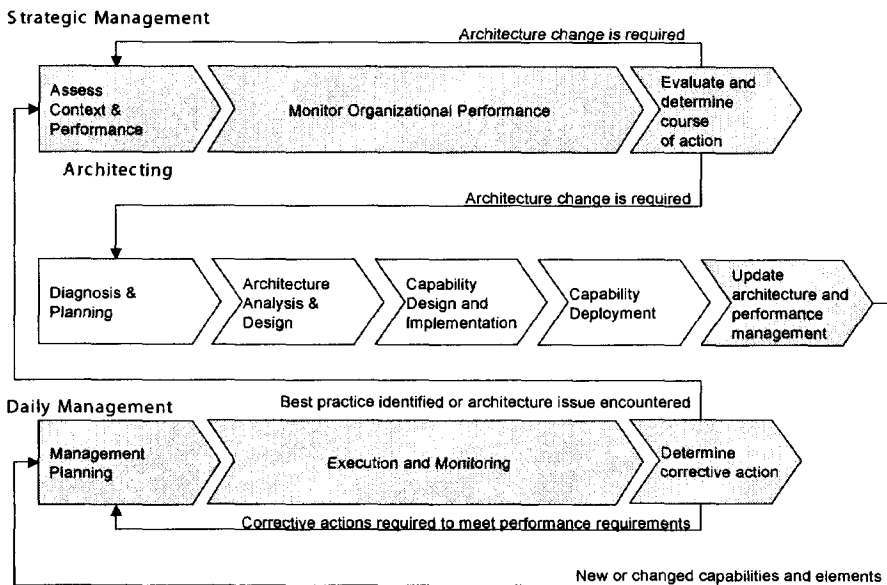 Strategic Management
Architecture change is required
Assess
Context &
Performance
Monitor Organizational Performance
Evaluate and
determine
course
of action
Architecting
Architecture change is required
Diagnosis &
Planning
Architecture
Analysis &
Design
Capability
Design and
Implementation
Capability
Deployment
Update
architecture and
performance
management
Daily Management
Best practice identified or architecture issue encountered
Management
Planning
Execution and Monitoring
Determine
corrective action
Corrective actions required to meet performance requirements
New or changed capabilities and elements